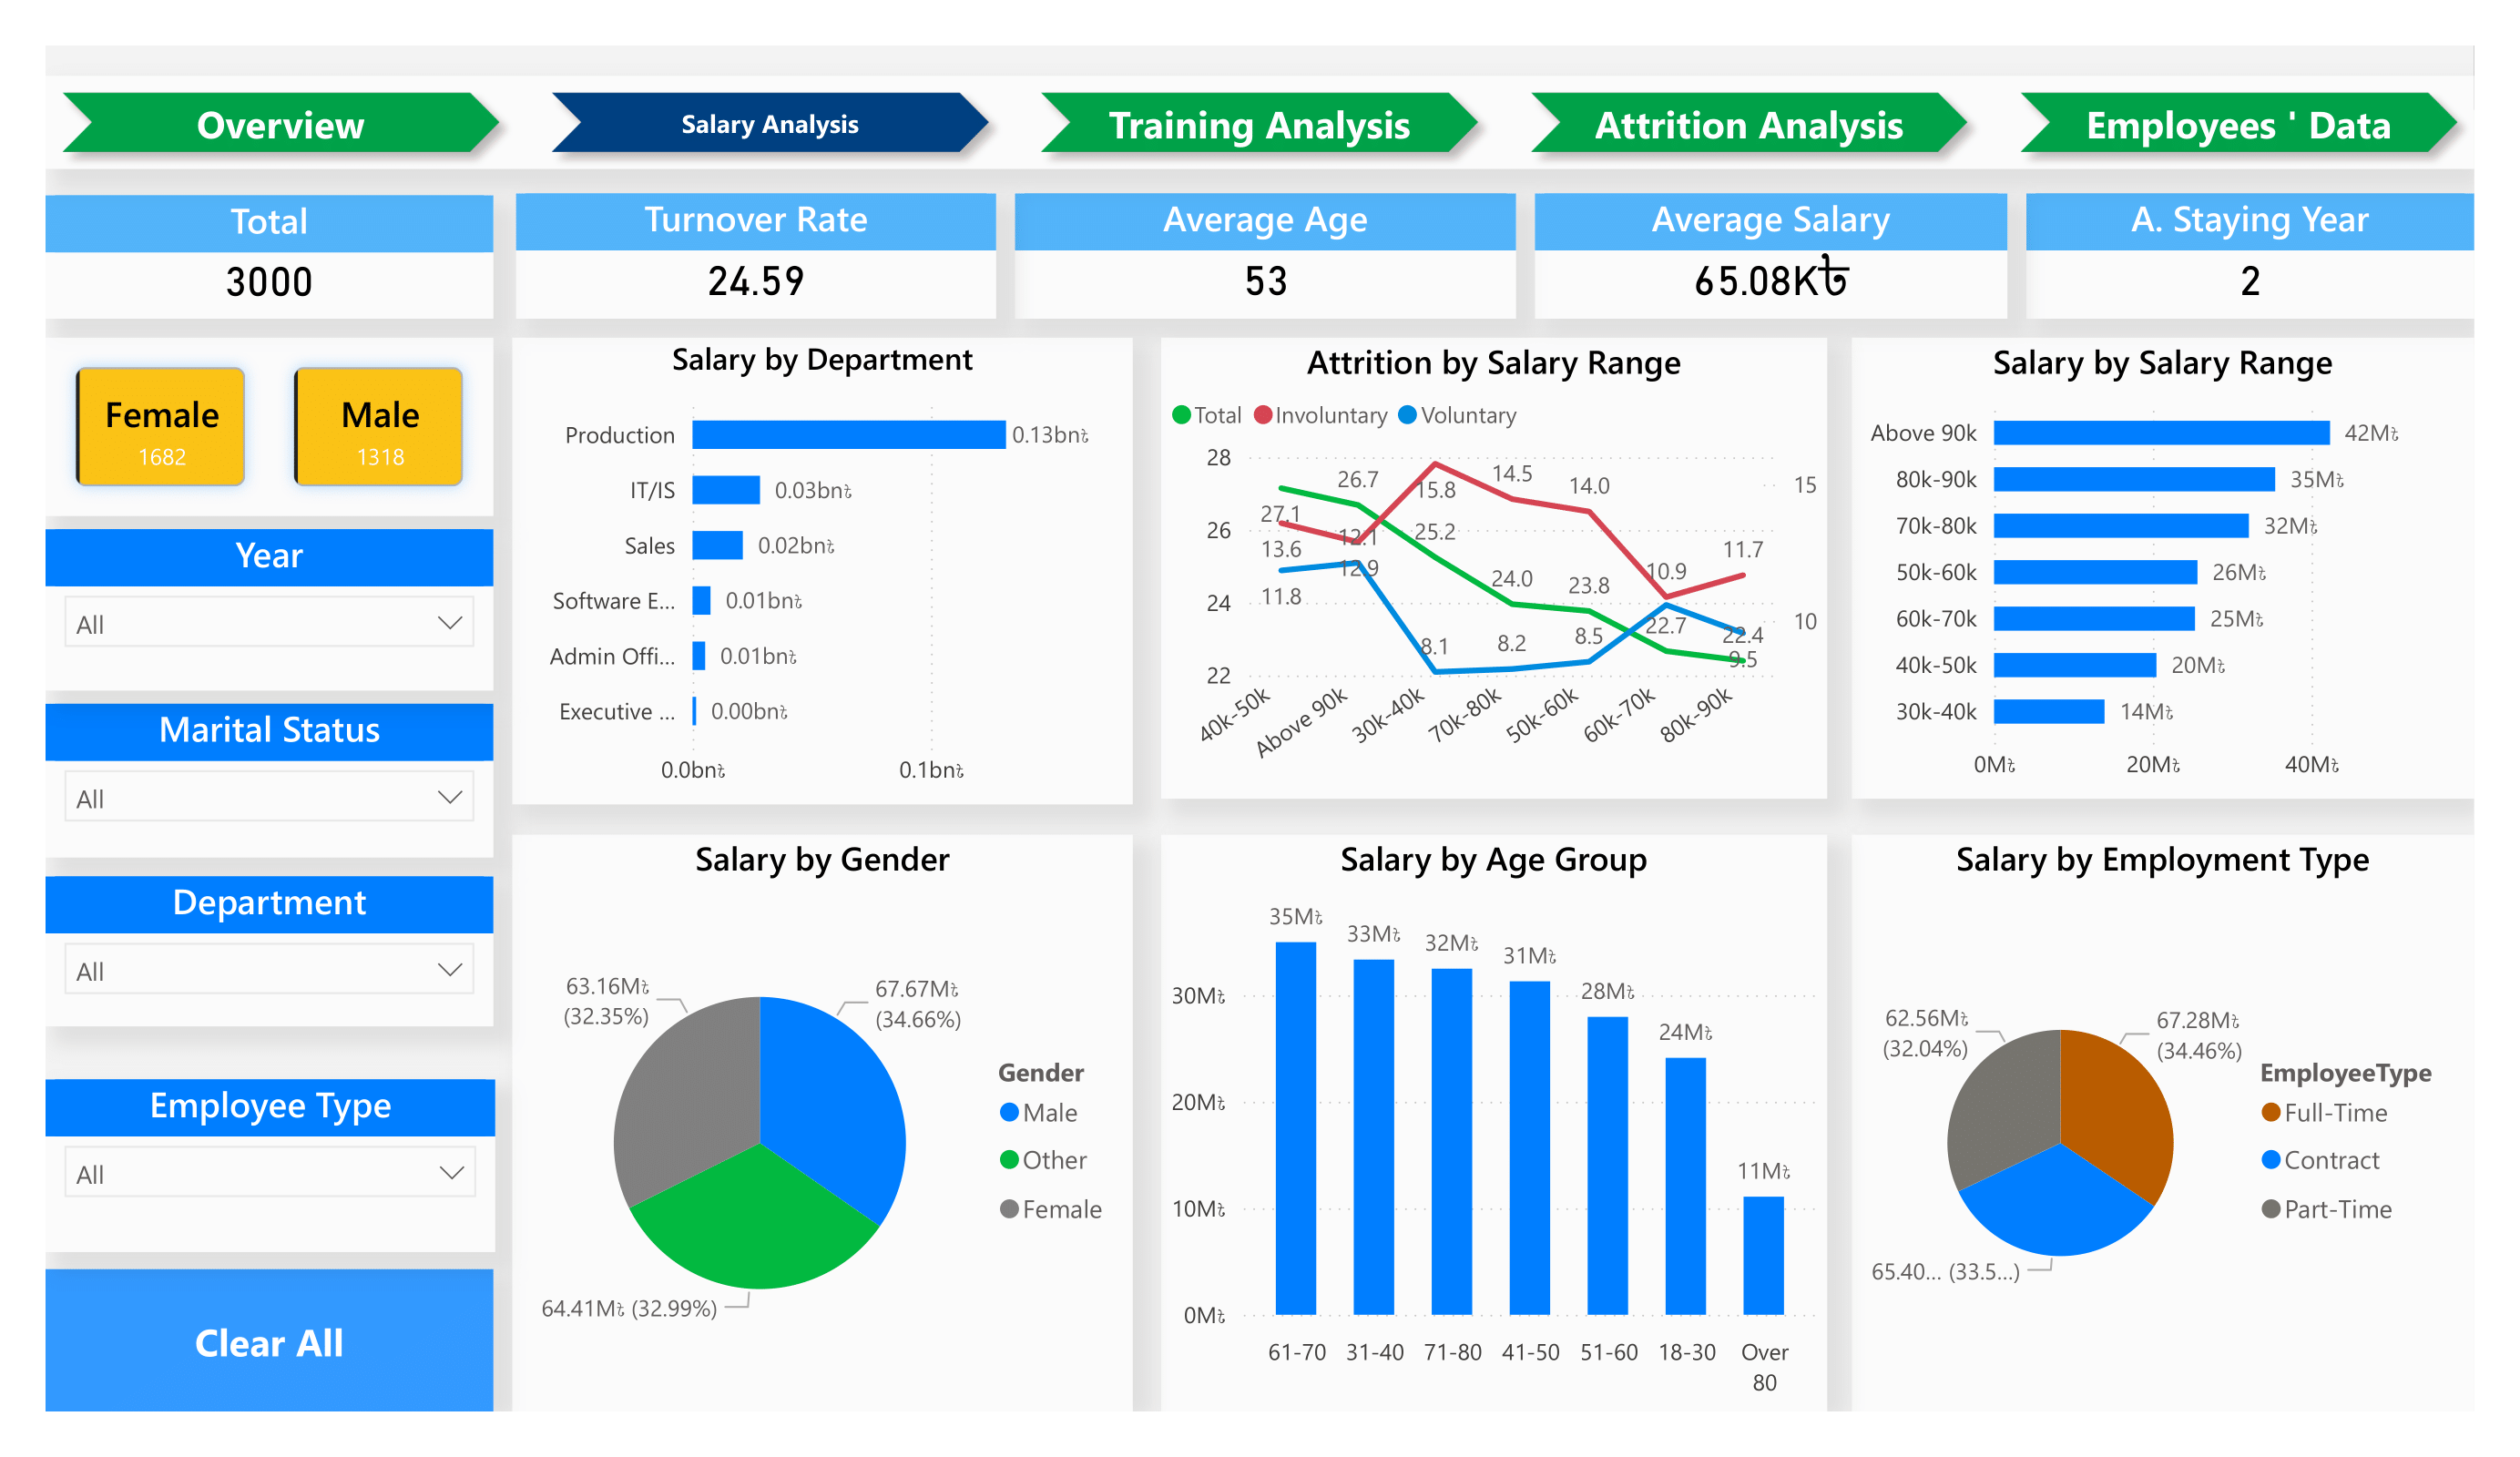 Overview
Salary Analysis
Training Analysis
Attrition Analysis
Employees ' Data
Total
3000
Turnover Rate
24.59
Average Age
53
Average Salary
65.08K৳
A. Staying Year
2
Female
1682
Male
1318
Year
All
Marital Status
All
Department
All
Employee Type
All
Clear All
Salary by Department
Production
0.13bn৳
IT/IS
0.03bn৳
Sales
0.02bn৳
Software E...
0.01bn৳
Admin Offi...
0.01bn৳
Executive ...
0.00bn৳
0.0bn৳
0.1bn৳
Attrition by Salary Range
Total
Involuntary
Voluntary
28
26
24
22
15
10
27.1
26.7
25.2
24.0
23.8
22.7
22.4
13.6
12.1
15.8
14.5
14.0
10.9
11.7
11.8
12.9
8.1
8.2
8.5
9.5
40k-50k
Above 90k
30k-40k
70k-80k
50k-60k
60k-70k
80k-90k
Salary by Salary Range
Above 90k
42M৳
80k-90k
35M৳
70k-80k
32M৳
50k-60k
26M৳
60k-70k
25M৳
40k-50k
20M৳
30k-40k
14M৳
0M৳
20M৳
40M৳
Salary by Gender
63.16M৳
(32.35%)
67.67M৳
(34.66%)
64.41M৳ (32.99%)
Gender
Male
Other
Female
Salary by Age Group
30M৳
20M৳
10M৳
0M৳
35M৳
33M৳
32M৳
31M৳
28M৳
24M৳
11M৳
61-70
31-40
71-80
41-50
51-60
18-30
Over
80
Salary by Employment Type
62.56M৳
(32.04%)
67.28M৳
(34.46%)
65.40... (33.5...)
EmployeeType
Full-Time
Contract
Part-Time